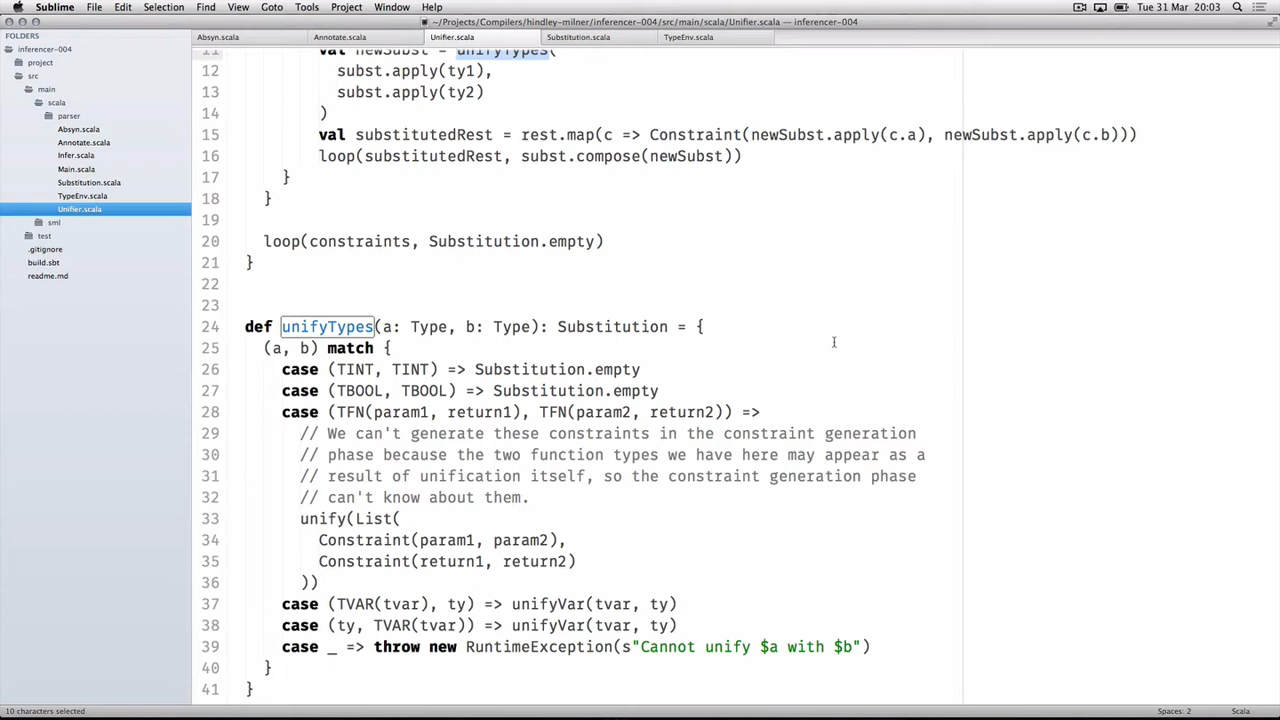 Sublime File Edit Selection Find View Goto Tools Project Window Help Tue 31 Mar 20:03
~/Projects/Compilers/hindley-milner/inferencer-004/src/main/scala/Unifier.scala — inferencer-004
FOLDERS
inferencer-004
project
src
main
scala
parser
Absyn.scala
Annotate.scala
Infer.scala
Main.scala
Substitution.scala
TypeEnv.scala
Unifier.scala
sml
test
.gitignore
build.sbt
readme.md
Absyn.scala Annotate.scala Unifier.scala Substitution.scala TypeEnv.scala
11 val newSubst = unifyTypes(
12 subst.apply(ty1),
13 subst.apply(ty2)
14 )
15 val substitutedRest = rest.map(c => Constraint(newSubst.apply(c.a), newSubst.apply(c.b)))
16 loop(substitutedRest, subst.compose(newSubst))
17 }
18 }
19
20 loop(constraints, Substitution.empty)
21 }
22
23
24 def unifyTypes(a: Type, b: Type): Substitution = {
25 (a, b) match {
26 case (TINT, TINT) => Substitution.empty
27 case (TBOOL, TBOOL) => Substitution.empty
28 case (TFN(param1, return1), TFN(param2, return2)) =>
29 // We can't generate these constraints in the constraint generation
30 // phase because the two function types we have here may appear as a
31 // result of unification itself, so the constraint generation phase
32 // can't know about them.
33 unify(List(
34 Constraint(param1, param2),
35 Constraint(return1, return2)
36 ))
37 case (TVAR(tvar), ty) => unifyVar(tvar, ty)
38 case (ty, TVAR(tvar)) => unifyVar(tvar, ty)
39 case _ => throw new RuntimeException(s"Cannot unify $a with $b")
40 }
41 }
10 characters selected Spaces: 2 Scala